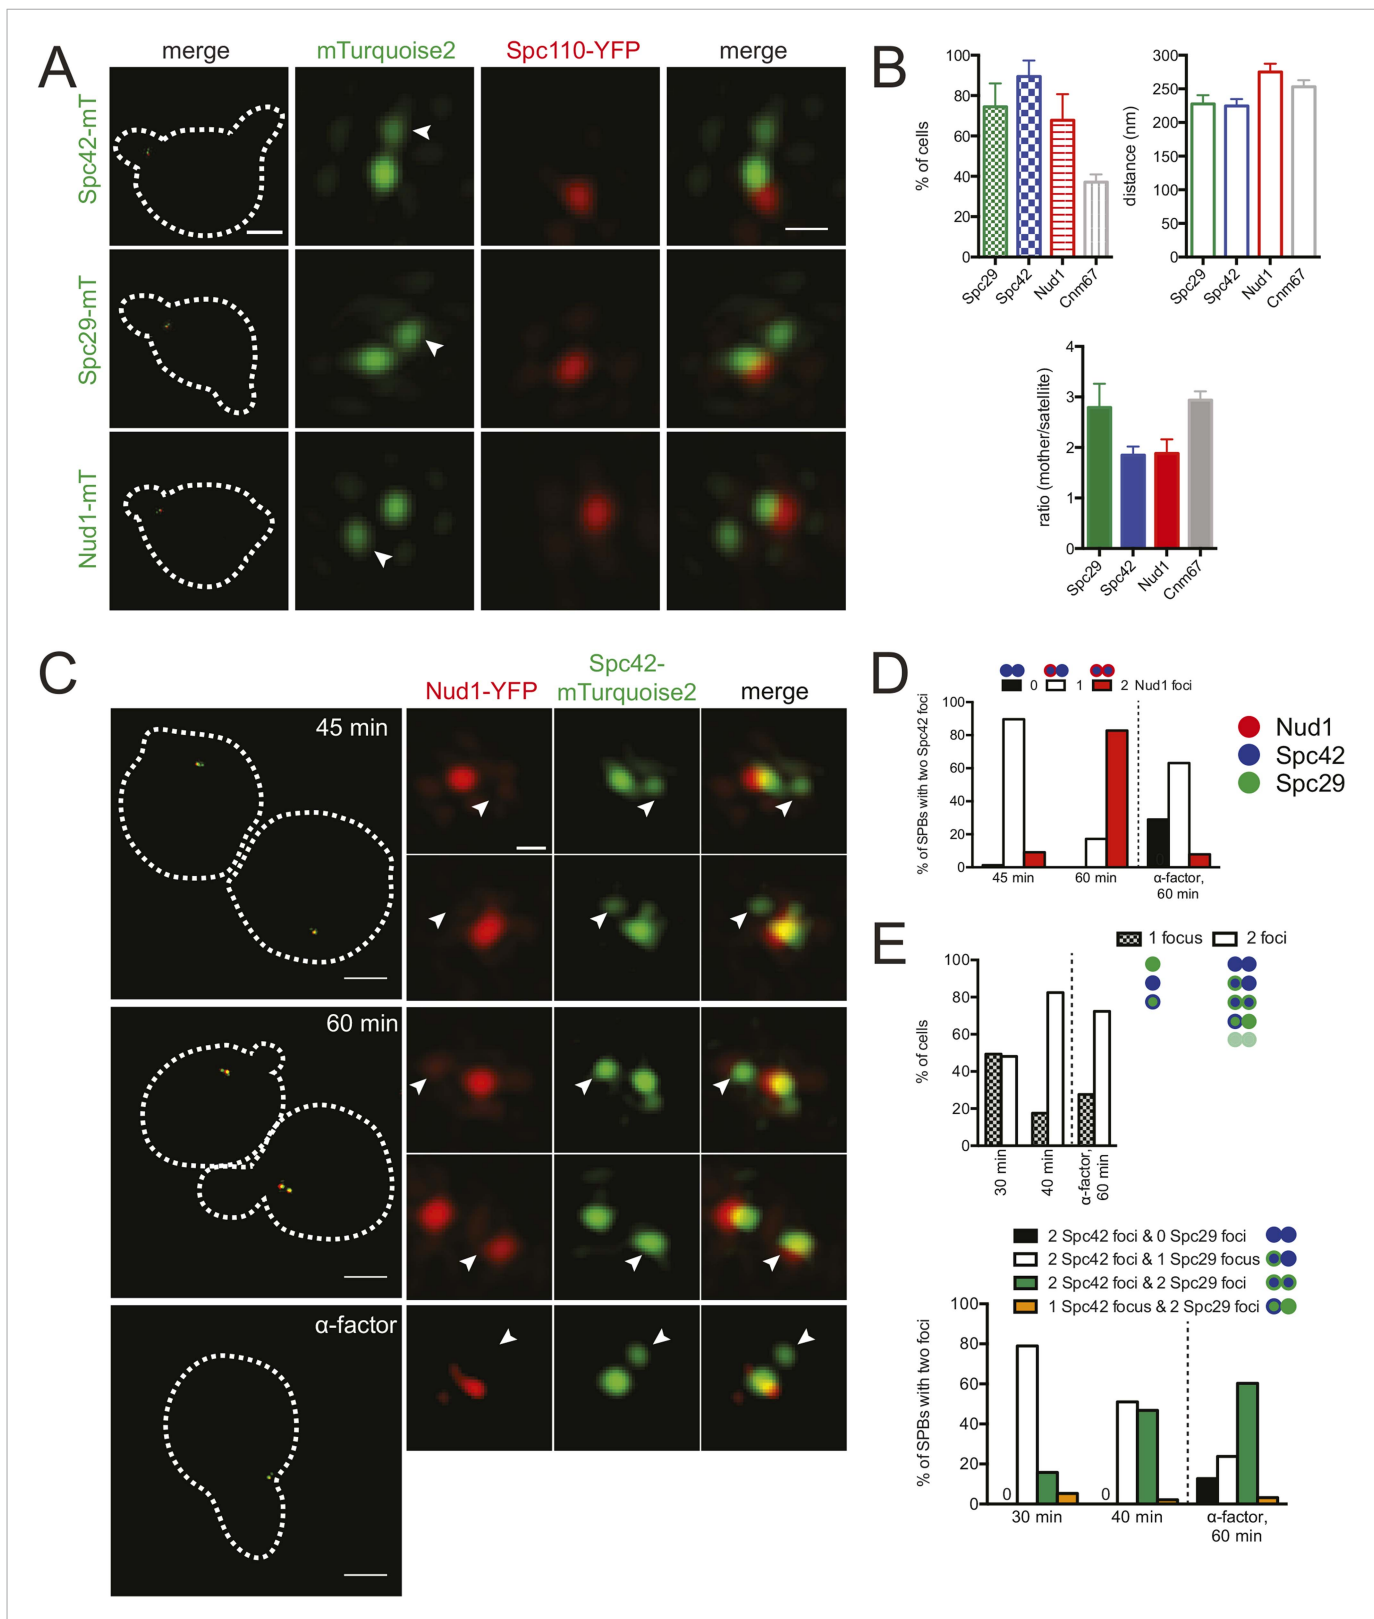 A
merge
mTurquoise2
Spc110-YFP
merge
Spc42-mT
Spc29-mT
Nud1-mT
B
% of cells
100
80
60
40
20
0
Spc29
Spc42
Nud1
Cnm67
distance (nm)
300
250
200
150
100
50
0
Spc29
Spc42
Nud1
Cnm67
ratio (mother/satellite)
4
3
2
1
0
Spc29
Spc42
Nud1
Cnm67
C
Nud1-YFP
Spc42-
mTurquoise2
merge
45 min
60 min
α-factor
D
0
1
2 Nud1 foci
% of SPBs with two Spc42 foci
100
80
60
40
20
0
0
45 min
60 min
α-factor,
60 min
Nud1
Spc42
Spc29
E
1 focus
2 foci
% of cells
100
80
60
40
20
0
30 min
40 min
α-factor,
60 min
2 Spc42 foci & 0 Spc29 foci
2 Spc42 foci & 1 Spc29 focus
2 Spc42 foci & 2 Spc29 foci
1 Spc42 focus & 2 Spc29 foci
% of SPBs with two foci
100
80
60
40
20
0
0
0
30 min
40 min
α-factor,
60 min